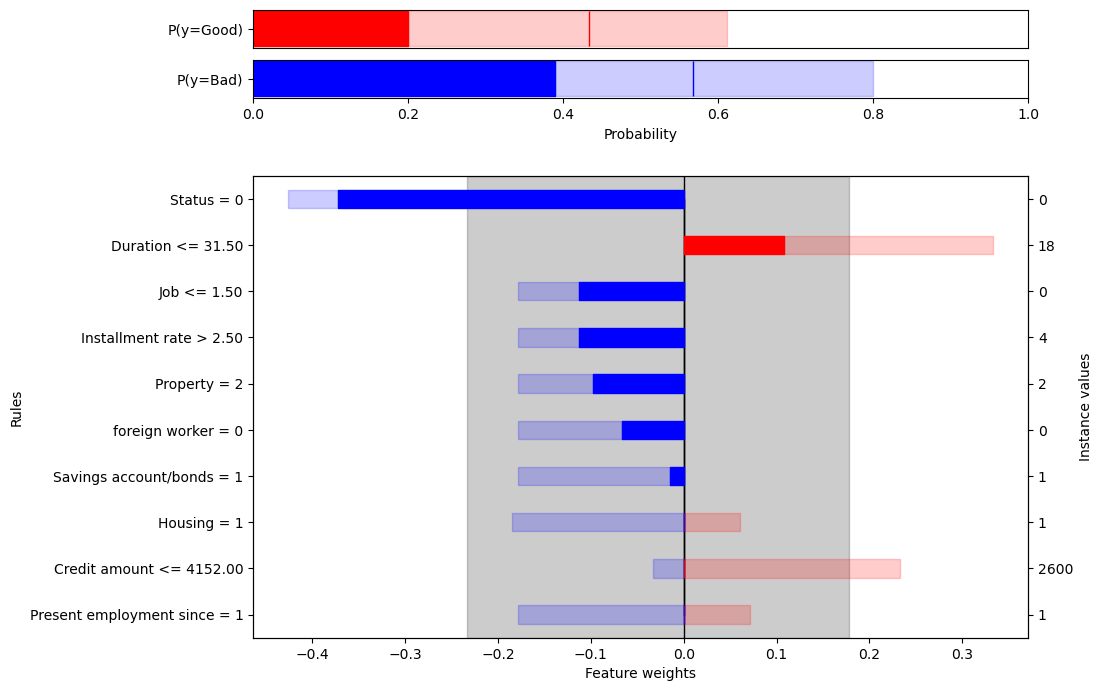 P(y=Good)
P(y=Bad)
0.0 0.2 0.4 0.6 0.8 1.0
Probability
Status = 0 0
Duration <= 31.50 18
Job <= 1.50 0
Installment rate > 2.50 4
Property = 2 2
foreign worker = 0 0
Savings account/bonds = 1 1
Housing = 1 1
Credit amount <= 4152.00 2600
Present employment since = 1 1
Rules
Instance values
−0.4 −0.3 −0.2 −0.1 0.0 0.1 0.2 0.3
Feature weights